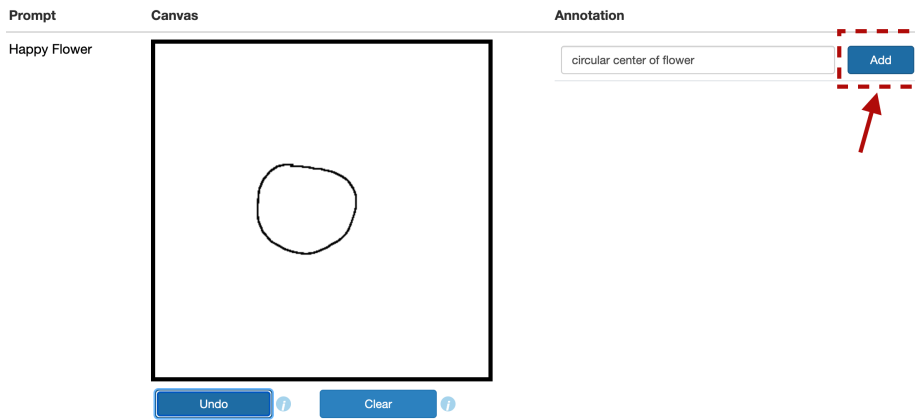 Prompt Canvas Annotation
Happy Flower
circular center of flower Add
Undo i Clear i